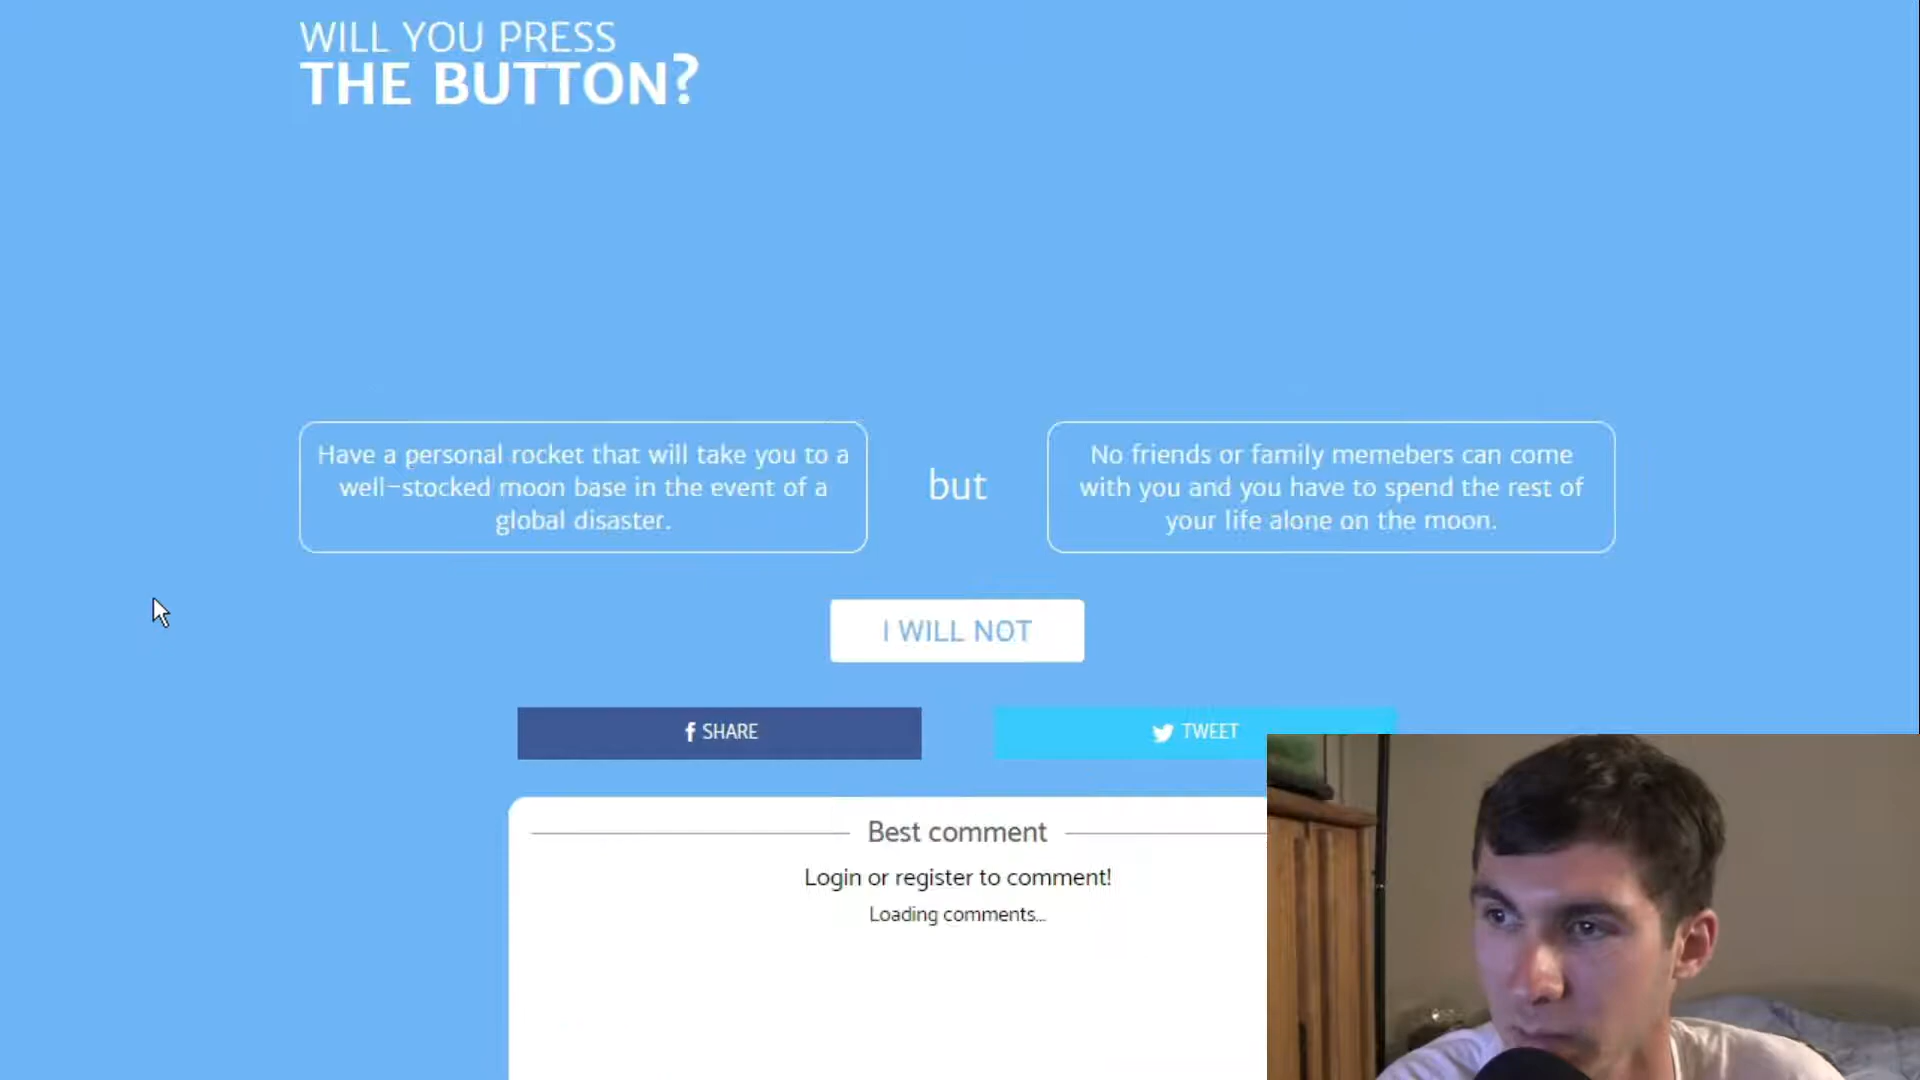 WILL YOU PRESS
THE BUTTON?
Have a personal rocket that will take you to a
well-stocked moon base in the event of a
global disaster.
but
No friends or family memebers can come
with you and you have to spend the rest of
your life alone on the moon.
I WILL NOT
f SHARE
TWEET
Best comment
Login or register to comment!
Loading comments...